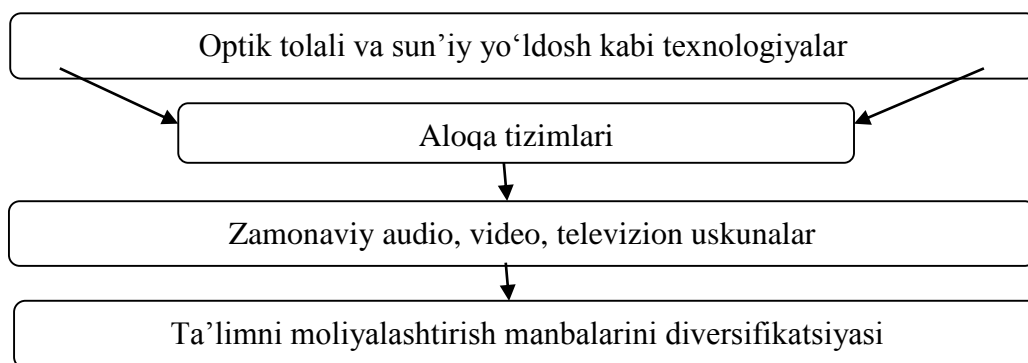 Optik tolali va sun’iy yo‘ldosh kabi texnologiyalar
Aloqa tizimlari
Zamonaviy audio, video, televizion uskunalar
Ta’limni moliyalashtirish manbalarini diversifikatsiyasi